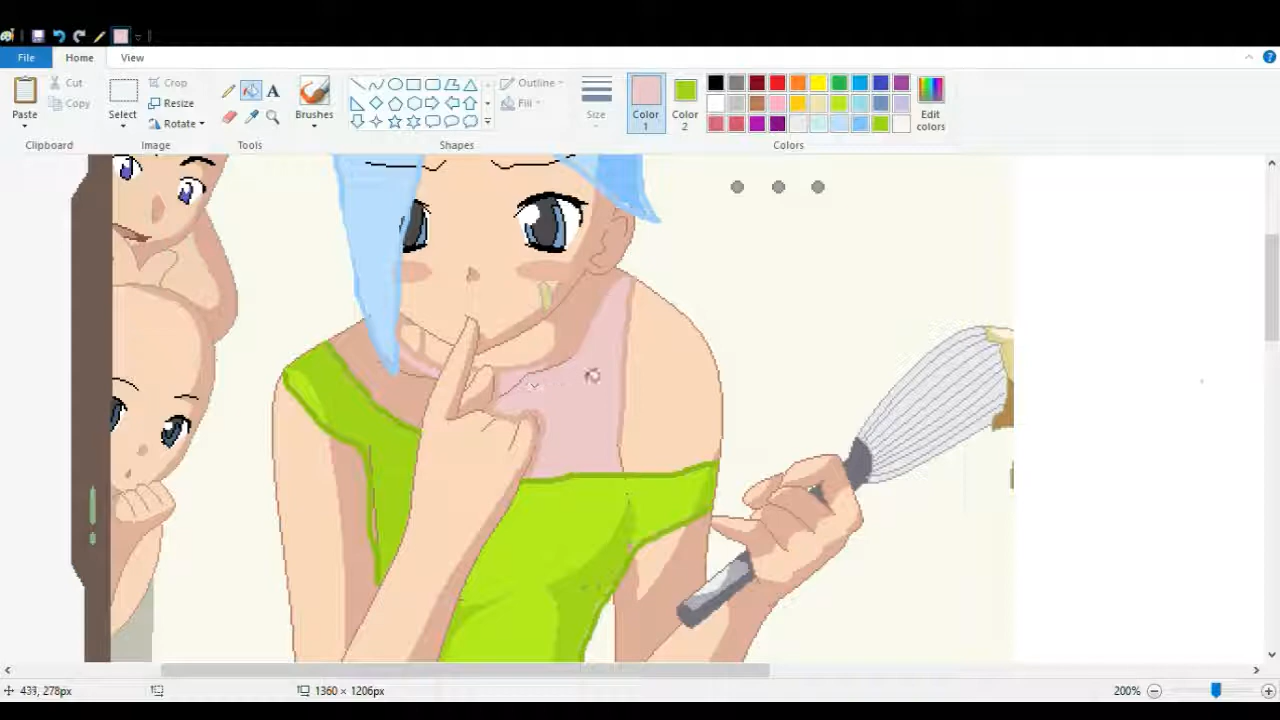 File Home View
Paste
Cut
Copy
Clipboard
Select
Crop
Resize
Rotate
Image
A
Tools
Brushes
Outline
Fill
Shapes
Size
Color
1
Color
2
Edit
colors
Colors
433, 278px
1360 × 1206px
200%